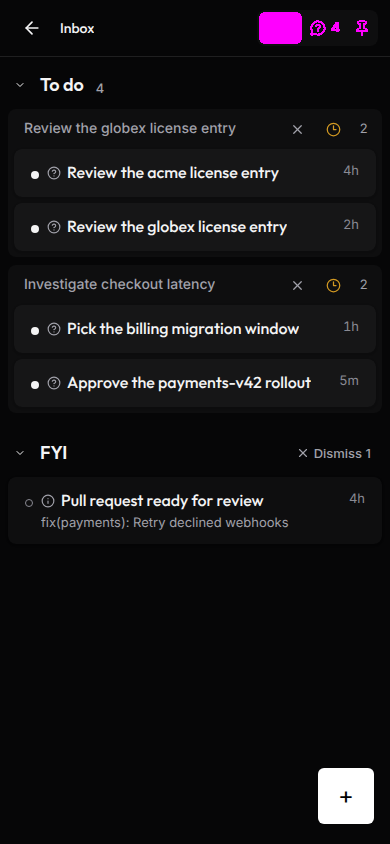 Inbox
4
To do 4
Review the globex license entry 2
Review the acme license entry 4h
Review the globex license entry 2h
Investigate checkout latency 2
Pick the billing migration window 1h
Approve the payments-v42 rollout 5m
FYI Dismiss 1
Pull request ready for review 4h
fix(payments): Retry declined webhooks
+